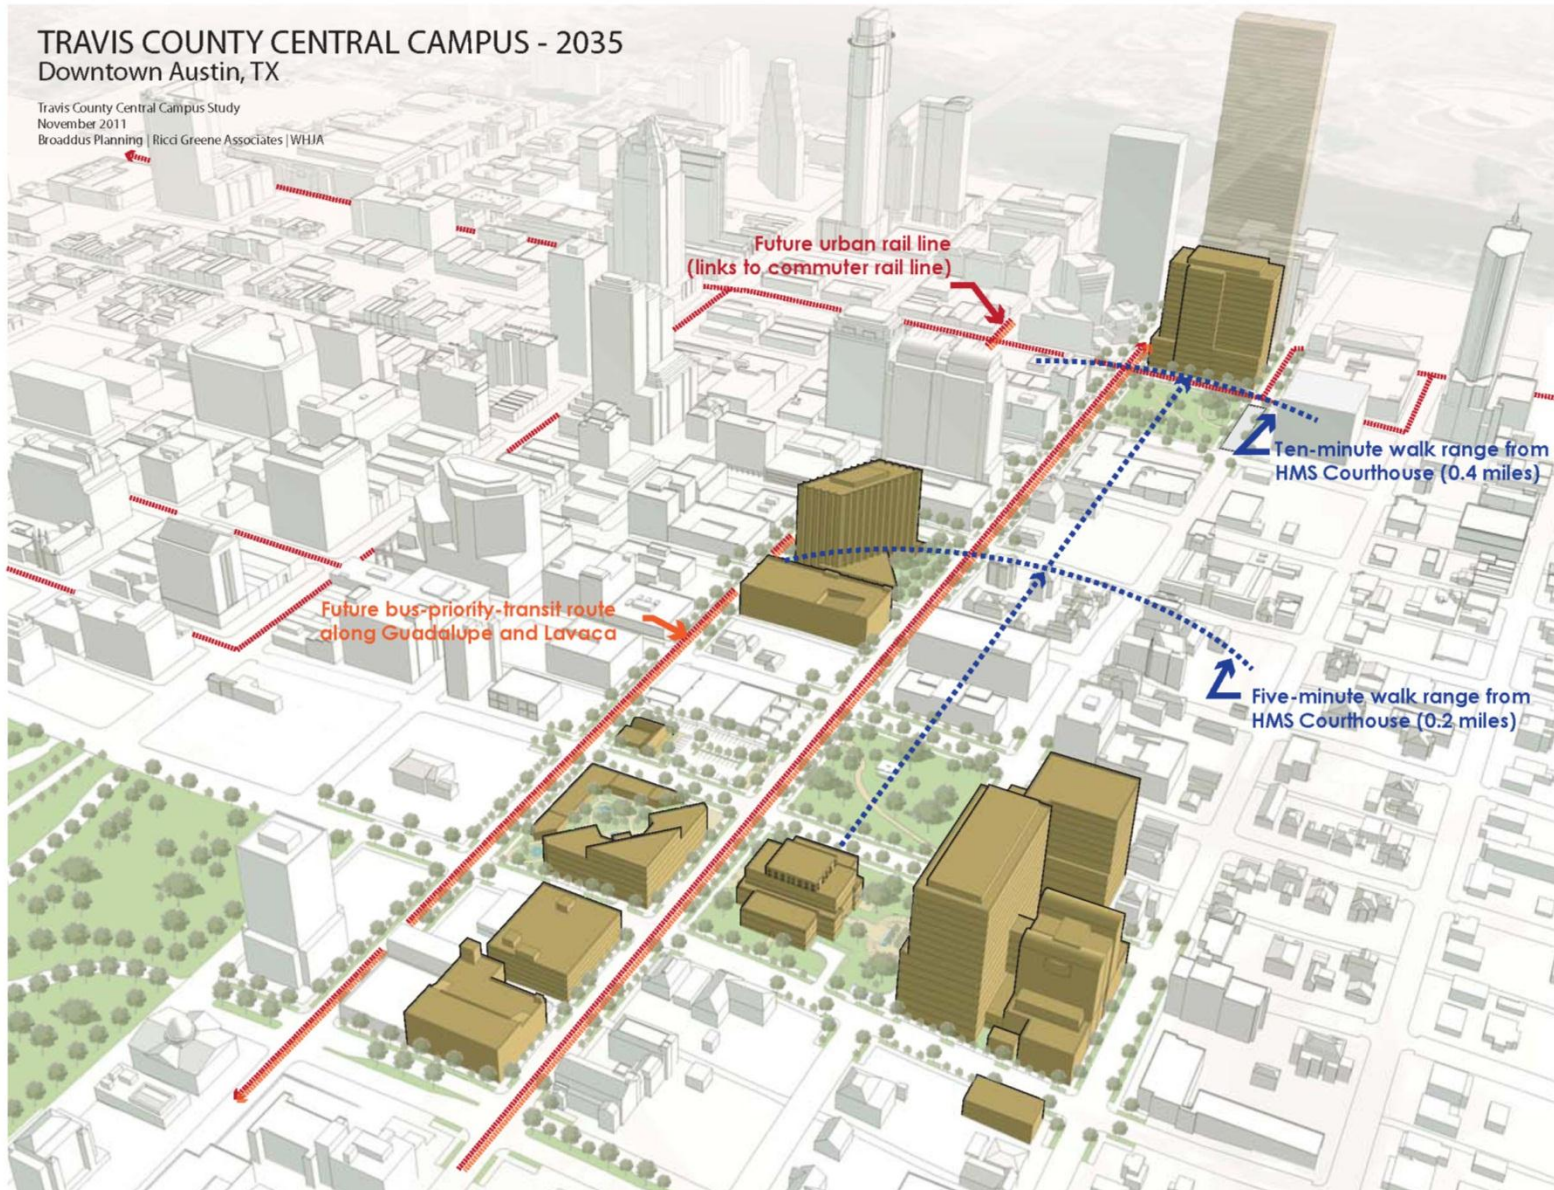 TRAVIS COUNTY CENTRAL CAMPUS - 2035
Downtown Austin, TX
Travis County Central Campus Study
November 2011
Broaddus Planning | Ricci Greene Associates | WHJA
Future urban rail line
(links to commuter rail line)
Ten-minute walk range from
HMS Courthouse (0.4 miles)
Future bus-priority-transit route
along Guadalupe and Lavaca
Five-minute walk range from
HMS Courthouse (0.2 miles)